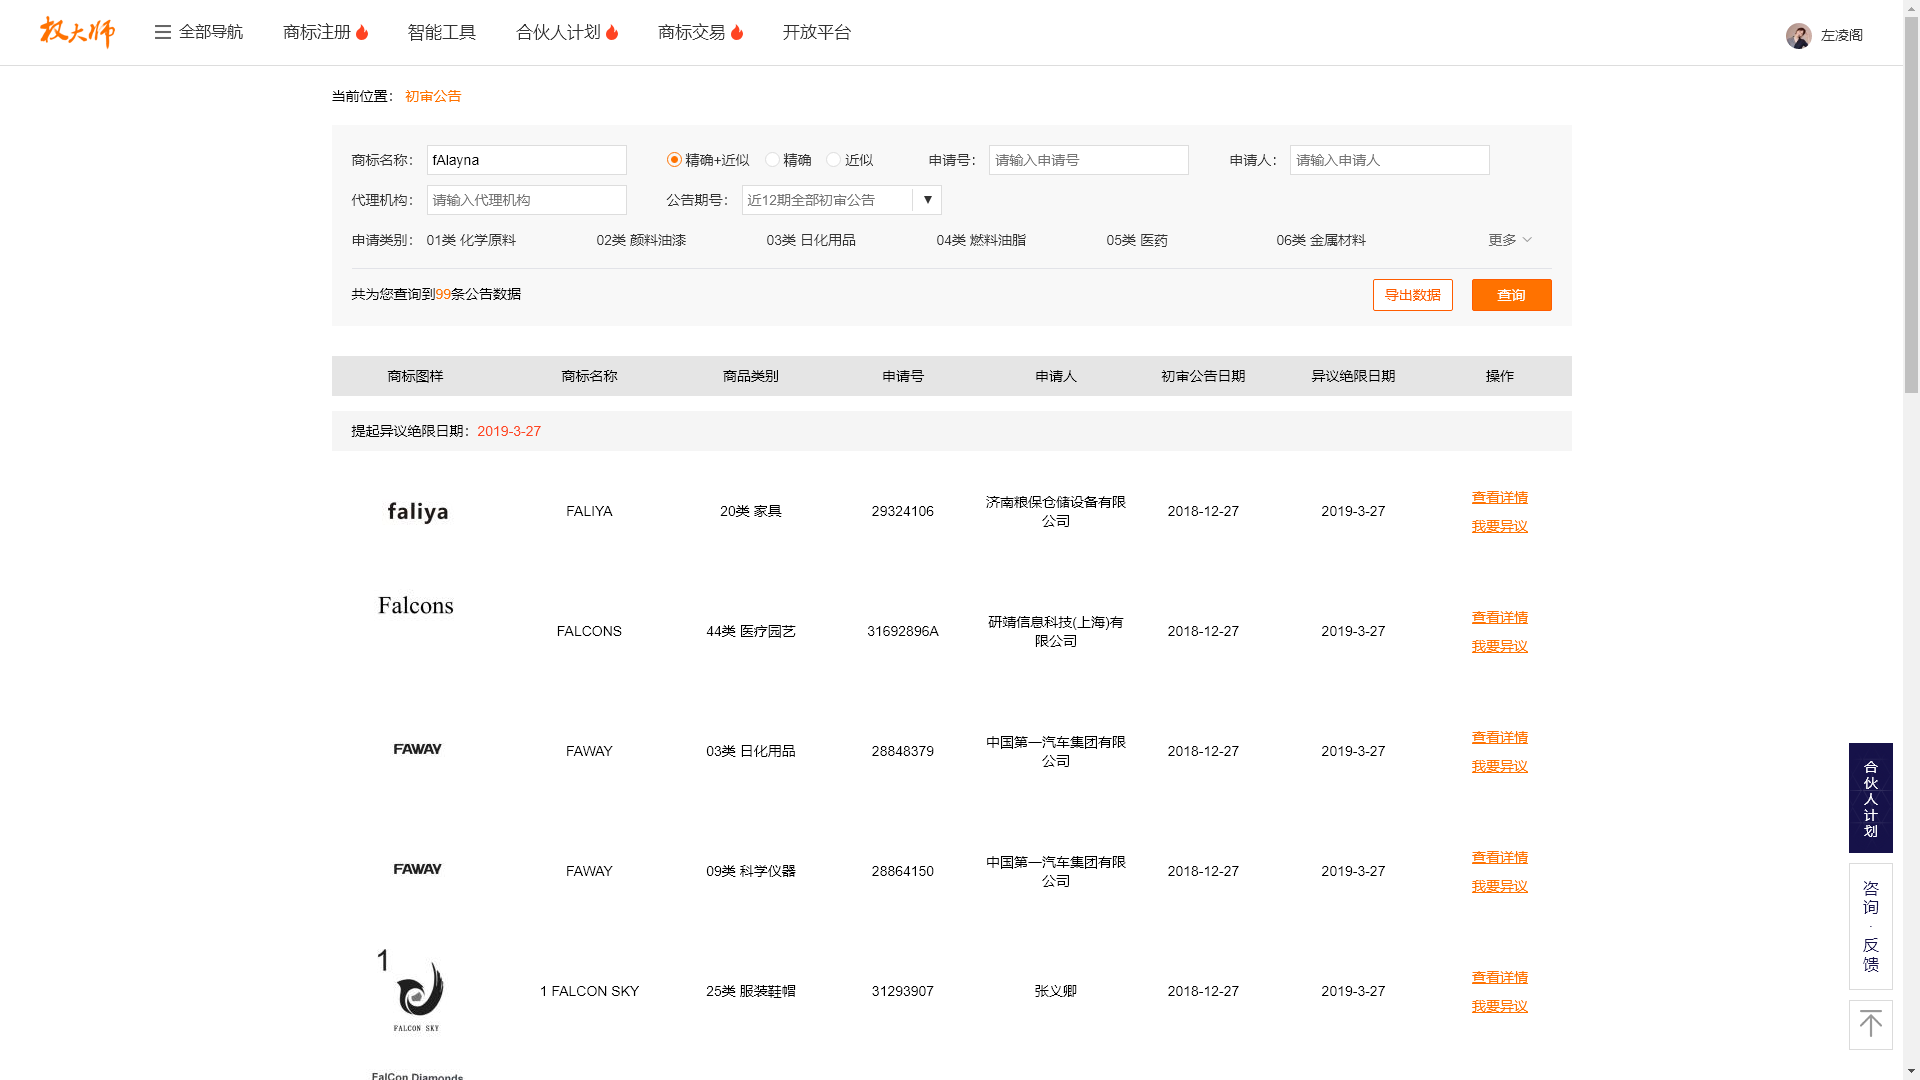 权大师 全部导航 商标注册 智能工具 合伙人计划 商标交易 开放平台 左凌阁
当前位置： 初审公告
商标名称： fAlayna 精确+近似 精确 近似 申请号： 请输入申请号 申请人： 请输入申请人
代理机构： 请输入代理机构 公告期号： 近12期全部初审公告 ▼
申请类别： 01类 化学原料 02类 颜料油漆 03类 日化用品 04类 燃料油脂 05类 医药 06类 金属材料 更多
共为您查询到99条公告数据 导出数据 查询
商标图样 商标名称 商品类别 申请号 申请人 初审公告日期 异议绝限日期 操作
提起异议绝限日期：2019-3-27
faliya FALIYA 20类 家具 29324106 济南粮保仓储设备有限公司 2018-12-27 2019-3-27 查看详情
我要异议
Falcons FALCONS 44类 医疗园艺 31692896A 研靖信息科技(上海)有限公司 2018-12-27 2019-3-27 查看详情
我要异议
FAWAY FAWAY 03类 日化用品 28848379 中国第一汽车集团有限公司 2018-12-27 2019-3-27 查看详情
我要异议
FAWAY FAWAY 09类 科学仪器 28864150 中国第一汽车集团有限公司 2018-12-27 2019-3-27 查看详情
我要异议
1 FALCON SKY 1 FALCON SKY 25类 服装鞋帽 31293907 张义卿 2018-12-27 2019-3-27 查看详情
我要异议
FalCon Diamonds
合伙人计划
咨询·反馈